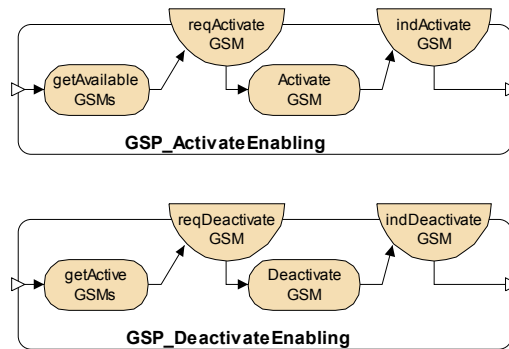 reqActivate
GSM
indActivate
GSM
getAvailable
GSMs
Activate
GSM
GSP_ActivateEnabling
reqDeactivate
GSM
indDeactivate
GSM
getActive
GSMs
Deactivate
GSM
GSP_DeactivateEnabling